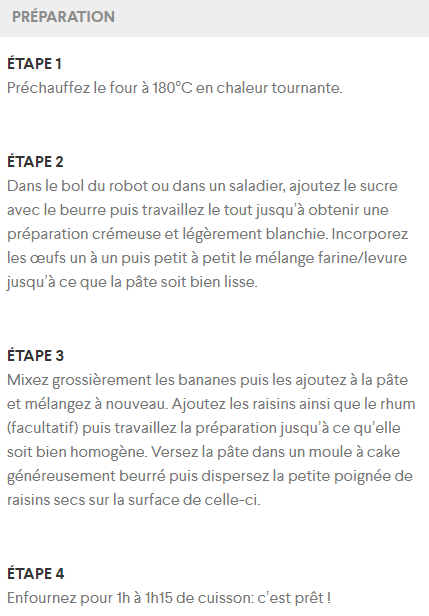 PRÉPARATION
ÉTAPE 1
Préchauffez le four à 180°C en chaleur tournante.
ÉTAPE 2
Dans le bol du robot ou dans un saladier, ajoutez le sucre
avec le beurre puis travaillez le tout jusqu'à obtenir une
préparation crémeuse et légèrement blanchie. Incorporez
les œufs un à un puis petit à petit le mélange farine/levure
jusqu'à ce que la pâte soit bien lisse.
ÉTAPE 3
Mixez grossièrement les bananes puis les ajoutez à la pâte
et mélangez à nouveau. Ajoutez les raisins ainsi que le rhum
(facultatif) puis travaillez la préparation jusqu'à ce qu'elle
soit bien homogène. Versez la pâte dans un moule à cake
généreusement beurré puis dispersez la petite poignée de
raisins secs sur la surface de celle-ci.
ÉTAPE 4
Enfournez pour 1h à 1h15 de cuisson: c'est prêt !